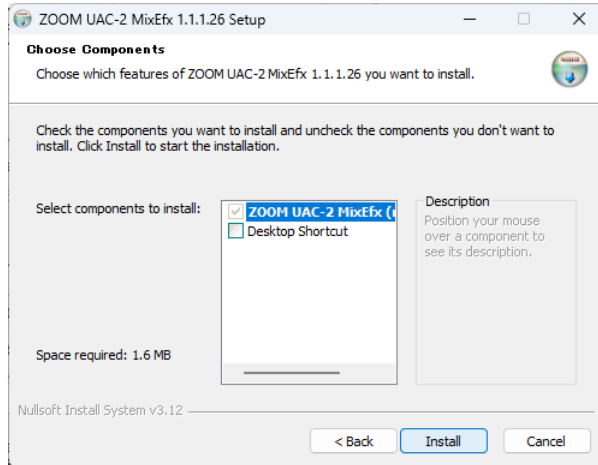 ZOOM UAC-2 MixEfx 1.1.1.26 Setup
Choose Components
Choose which features of ZOOM UAC-2 MixEfx 1.1.1.26 you want to install.
Check the components you want to install and uncheck the components you don't want to
install. Click Install to start the installation.
Select components to install:
ZOOM UAC-2 MixEfx (r
Desktop Shortcut
Description
Position your mouse
over a component to
see its description.
Space required: 1.6 MB
Nullsoft Install System v3.12
< Back
Install
Cancel